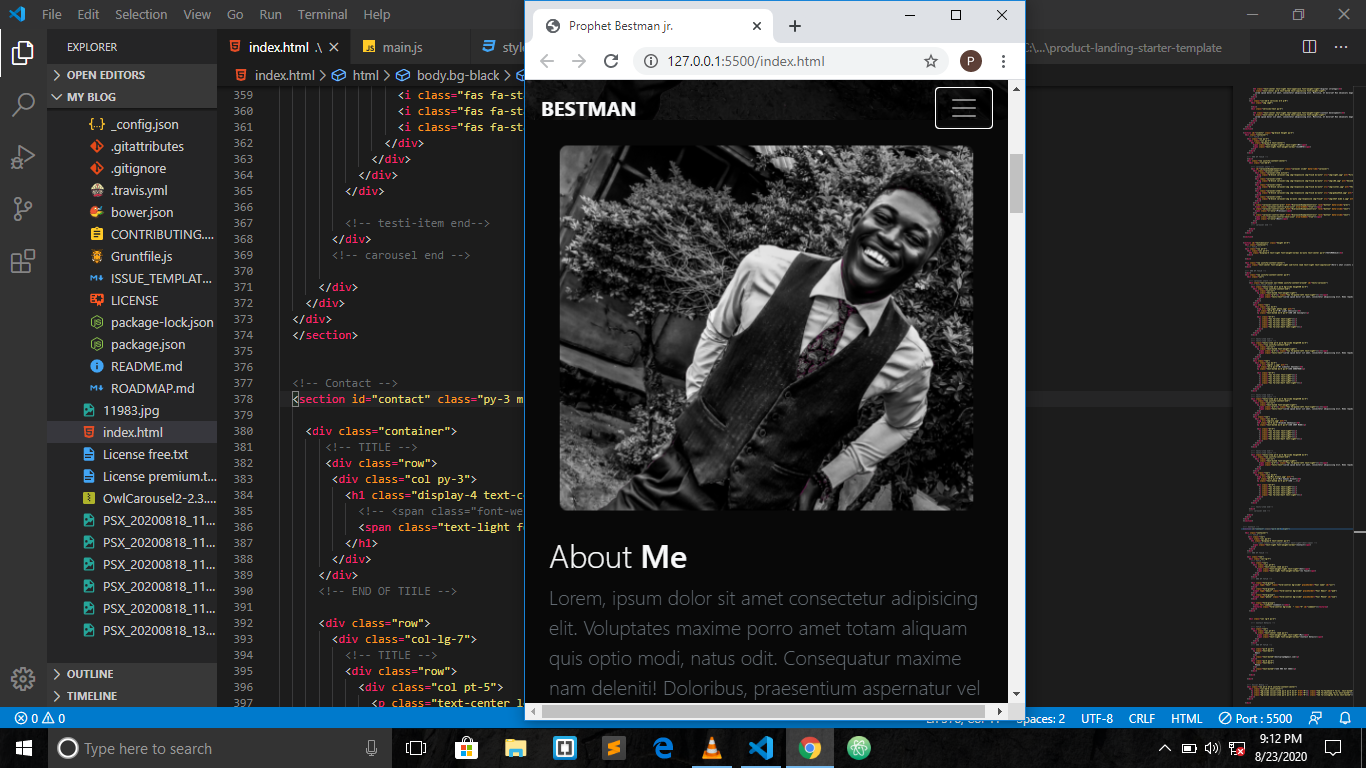 File Edit Selection View Go Run Terminal Help
EXPLORER
OPEN EDITORS
MY BLOG
_config.json
.gitattributes
.gitignore
.travis.yml
bower.json
CONTRIBUTING....
Gruntfile.js
ISSUE_TEMPLAT...
LICENSE
package-lock.json
package.json
README.md
ROADMAP.md
11983.jpg
index.html
License free.txt
License premium.t...
OwlCarousel2-2.3....
PSX_20200818_11...
PSX_20200818_11...
PSX_20200818_11...
PSX_20200818_11...
PSX_20200818_11...
PSX_20200818_13...
OUTLINE
TIMELINE
index.html .\ main.js style
C:\...\product-landing-starter-template
index.html > html > body.bg-black >
359 <i class="fas fa-sta
360 <i class="fas fa-sta
361 <i class="fas fa-sta
362 </div>
363 </div>
364 </div>
365 </div>
366
367 <!-- testi-item end-->
368 </div>
369 <!-- carousel end -->
370
371 </div>
372 </div>
373 </div>
374 </section>
375
376
377 <!-- Contact -->
378 <section id="contact" class="py-3 m
379
380 <div class="container">
381 <!-- TITLE -->
382 <div class="row">
383 <div class="col py-3">
384 <h1 class="display-4 text-c
385 <!-- <span class="font-we
386 <span class="text-light f
387 </h1>
388 </div>
389 </div>
390 <!-- END OF TIILE -->
391
392 <div class="row">
393 <div class="col-lg-7">
394 <!-- TITLE -->
395 <div class="row">
396 <div class="col pt-5">
397 <p class="text-center l
Prophet Bestman jr.
127.0.0.1:5500/index.html
P
BESTMAN
About Me
Lorem, ipsum dolor sit amet consectetur adipisicing
elit. Voluptates maxime porro amet totam aliquam
quis optio modi, natus odit. Consequatur maxime
nam deleniti! Doloribus, praesentium aspernatur vel
0 0
Spaces: 2 UTF-8 CRLF HTML Port : 5500
Type here to search
9:12 PM
8/23/2020